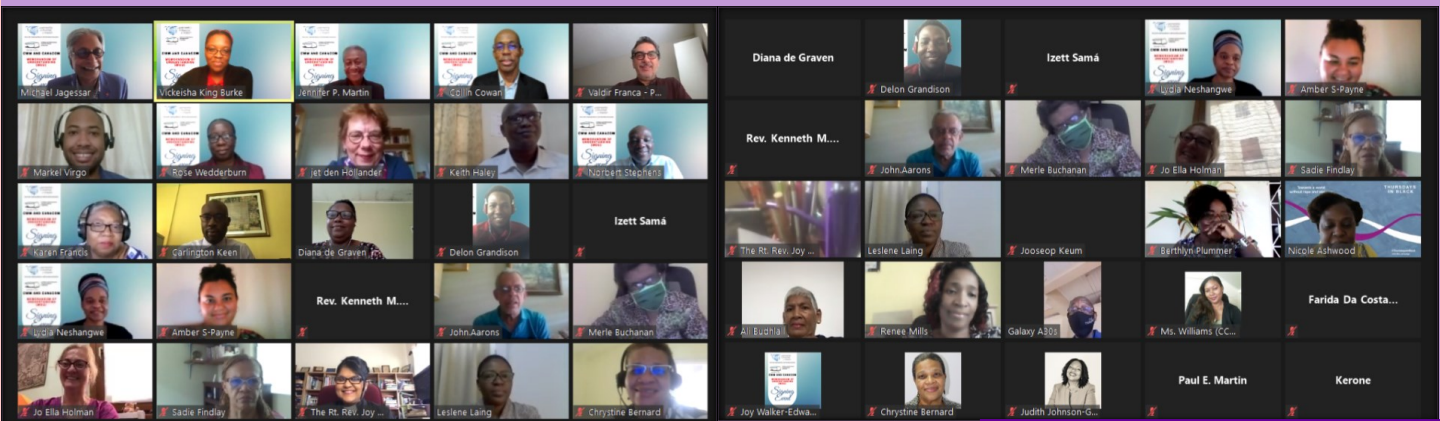 Michael Jagessar
Vickeisha King Burke
Jennifer P. Martin
Collin Cowan
Valdir Franca - P...
Markel Virgo
Rose Wedderburn
jet den Hollander
Keith Haley
Norbert Stephens
Karen Francis
Carlington Keen
Diana de Graven
Delon Grandison
Izett Samá
Lydia Neshangwe
Amber S-Payne
Rev. Kenneth M....
John.Aarons
Merle Buchanan
Jo Ella Holman
Sadie Findlay
The Rt. Rev. Joy ...
Leslene Laing
Chrystine Bernard
Diana de Graven
Delon Grandison
Izett Samá
Lydia Neshangwe
Amber S-Payne
Rev. Kenneth M....
John.Aarons
Merle Buchanan
Jo Ella Holman
Sadie Findlay
The Rt. Rev. Joy ...
Leslene Laing
Jooseop Keum
Berthlyn Plummer
THURSDAYS
IN BLACK
Nicole Ashwood
Ali Budhla
Renee Mills
Galaxy A30s
Ms. Williams (CC...
Farida Da Costa...
Signing
Event
Joy Walker-Edwa...
Chrystine Bernard
Judith Johnson-G...
Paul E. Martin
Kerone